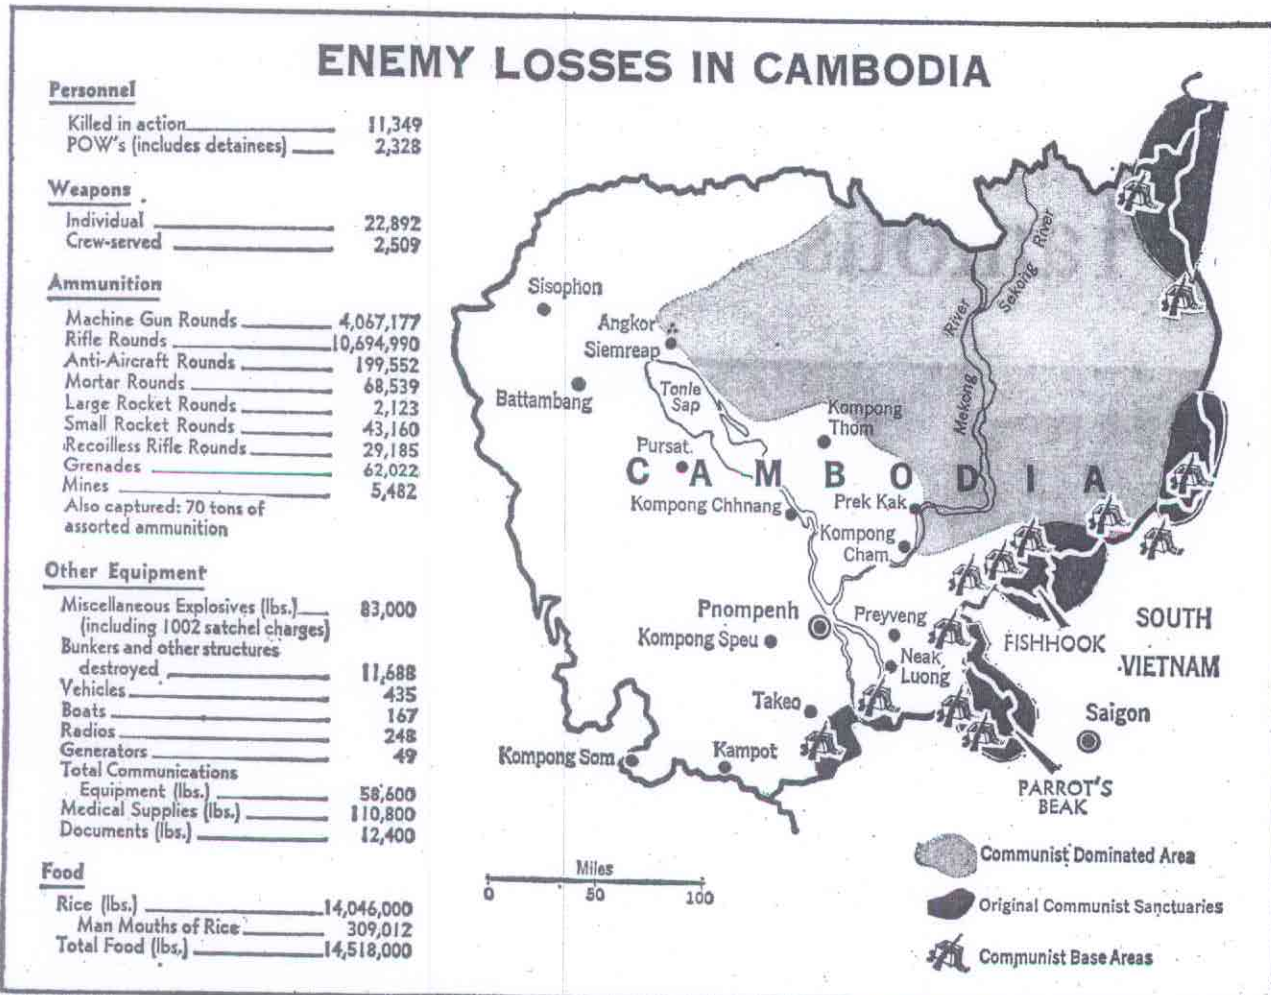 ENEMY LOSSES IN CAMBODIA
Personnel
Killed in action 11,349
POW's (includes detainees) 2,328
Weapons
Individual 22,892
Crew-served 2,509
Ammunition
Machine Gun Rounds 4,067,177
Rifle Rounds 10,694,990
Anti-Aircraft Rounds 199,552
Mortar Rounds 68,539
Large Rocket Rounds 2,123
Small Rocket Rounds 43,160
Recoilless Rifle Rounds 29,185
Grenades 62,022
Mines 5,482
Also captured: 70 tons of
assorted ammunition
Other Equipment
Miscellaneous Explosives (lbs.) 83,000
(including 1002 satchel charges)
Bunkers and other structures
destroyed 11,688
Vehicles 435
Boats 167
Radios 248
Generators 49
Total Communications
Equipment (lbs.) 58,600
Medical Supplies (lbs.) 110,800
Documents (lbs.) 12,400
Food
Rice (lbs.) 14,046,000
Man Mouths of Rice 309,012
Total Food (lbs.) 14,518,000
Sisophon
Angkor
Siemreap
Battambang
Tonle
Sap
Kompong
Thom
Pursat
Mekong River
Sekong River
CAMBODIA
Kompong Chhnang
Prek Kak
Kompong
Cham
Pnompenh
Preyveng
Kompong Speu
Neak
Luong
Takeo
Kompong Som
Kampot
FISHHOOK
SOUTH
VIETNAM
Saigon
PARROT'S
BEAK
Miles
0 50 100
Communist Dominated Area
Original Communist Sanctuaries
Communist Base Areas